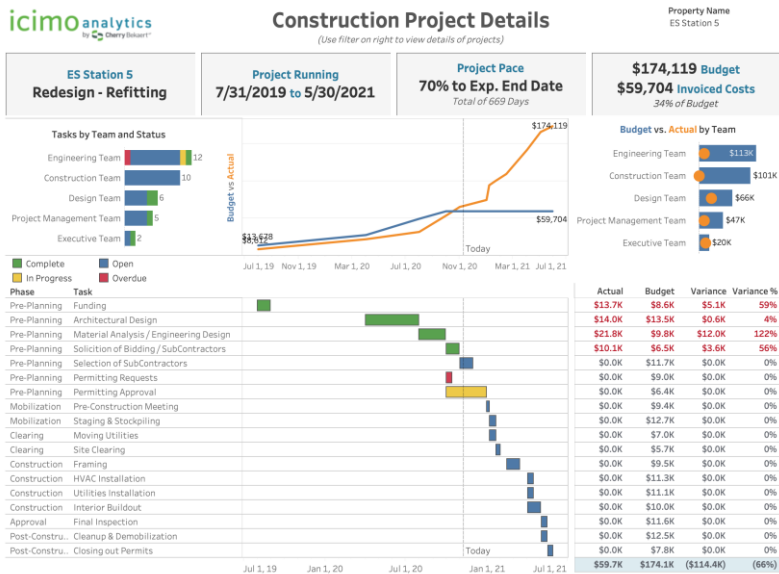 icimo analytics
by Cherry Bekaert
Construction Project Details
(Use filter on right to view details of projects)
Property Name
ES Station 5
ES Station 5
Redesign - Refitting
Project Running
7/31/2019 to 5/30/2021
Project Pace
70% to Exp. End Date
Total of 669 Days
$174,119 Budget
$59,704 Invoiced Costs
34% of Budget
Tasks by Team and Status
Engineering Team 12
Construction Team 10
Design Team 6
Project Management Team 5
Executive Team 2
Complete Open
In Progress Overdue
Budget vs Actual
$174,119
$59,704
$13,678
Today
Jul 1, 19 Nov 1, 19 Mar 1, 20 Jul 1, 20 Nov 1, 20 Mar 1, 21 Jul 1, 21
Budget vs. Actual by Team
Engineering Team $113K
Construction Team $101K
Design Team $66K
Project Management Team $47K
Executive Team $20K
Phase Task Actual Budget Variance Variance %
Pre-Planning Funding $13.7K $8.6K $5.1K 59%
Pre-Planning Architectural Design $14.0K $13.5K $0.6K 4%
Pre-Planning Material Analysis / Engineering Design $21.8K $9.8K $12.0K 122%
Pre-Planning Solicition of Bidding / SubContractors $10.1K $6.5K $3.6K 56%
Pre-Planning Selection of SubContractors $0.0K $11.7K $0.0K 0%
Pre-Planning Permitting Requests $0.0K $9.0K $0.0K 0%
Pre-Planning Permitting Approval $0.0K $6.4K $0.0K 0%
Mobilization Pre-Construction Meeting $0.0K $9.4K $0.0K 0%
Mobilization Staging & Stockpiling $0.0K $12.7K $0.0K 0%
Clearing Moving Utilities $0.0K $7.0K $0.0K 0%
Clearing Site Clearing $0.0K $5.7K $0.0K 0%
Construction Framing $0.0K $9.5K $0.0K 0%
Construction HVAC Installation $0.0K $11.3K $0.0K 0%
Construction Utilities Installation $0.0K $11.1K $0.0K 0%
Construction Interior Buildout $0.0K $10.0K $0.0K 0%
Approval Final Inspection $0.0K $11.6K $0.0K 0%
Post-Constru.. Cleanup & Demobilization $0.0K $12.5K $0.0K 0%
Post-Constru.. Closing out Permits Today $0.0K $7.8K $0.0K 0%
Jul 1, 19 Jan 1, 20 Jul 1, 20 Jan 1, 21 Jul 1, 21 $59.7K $174.1K ($114.4K) (66%)